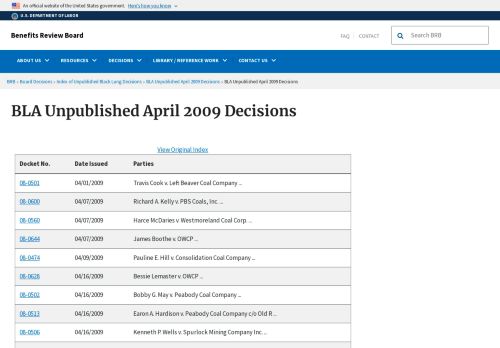 An official website of the United States government. Here's how you know
U.S. DEPARTMENT OF LABOR
Benefits Review Board
FAQ
CONTACT
Search BRB
ABOUT US
RESOURCES
DECISIONS
LIBRARY / REFERENCE WORK
CONTACT US
BRB » Board Decisions » Index of Unpublished Black Lung Decisions » BLA Unpublished April 2009 Decisions » BLA Unpublished April 2009 Decisions
BLA Unpublished April 2009 Decisions
View Original Index
Docket No. Date Issued Parties
08-0501 04/01/2009 Travis Cook v. Left Beaver Coal Company ...
08-0600 04/07/2009 Richard A. Kelly v. PBS Coals, Inc. ...
08-0560 04/07/2009 Harce McDaries v. Westmoreland Coal Corp. ...
08-0644 04/07/2009 James Boothe v. OWCP ...
08-0474 04/09/2009 Pauline E. Hill v. Consolidation Coal Company ...
08-0628 04/16/2009 Bessie Lemaster v. OWCP ...
08-0502 04/16/2009 Bobby G. May v. Peabody Coal Company ...
08-0513 04/16/2009 Earon A. Hardison v. Peabody Coal Company c/o Old R ...
08-0506 04/16/2009 Kenneth P. Wells v. Spurlock Mining Company Inc. ...